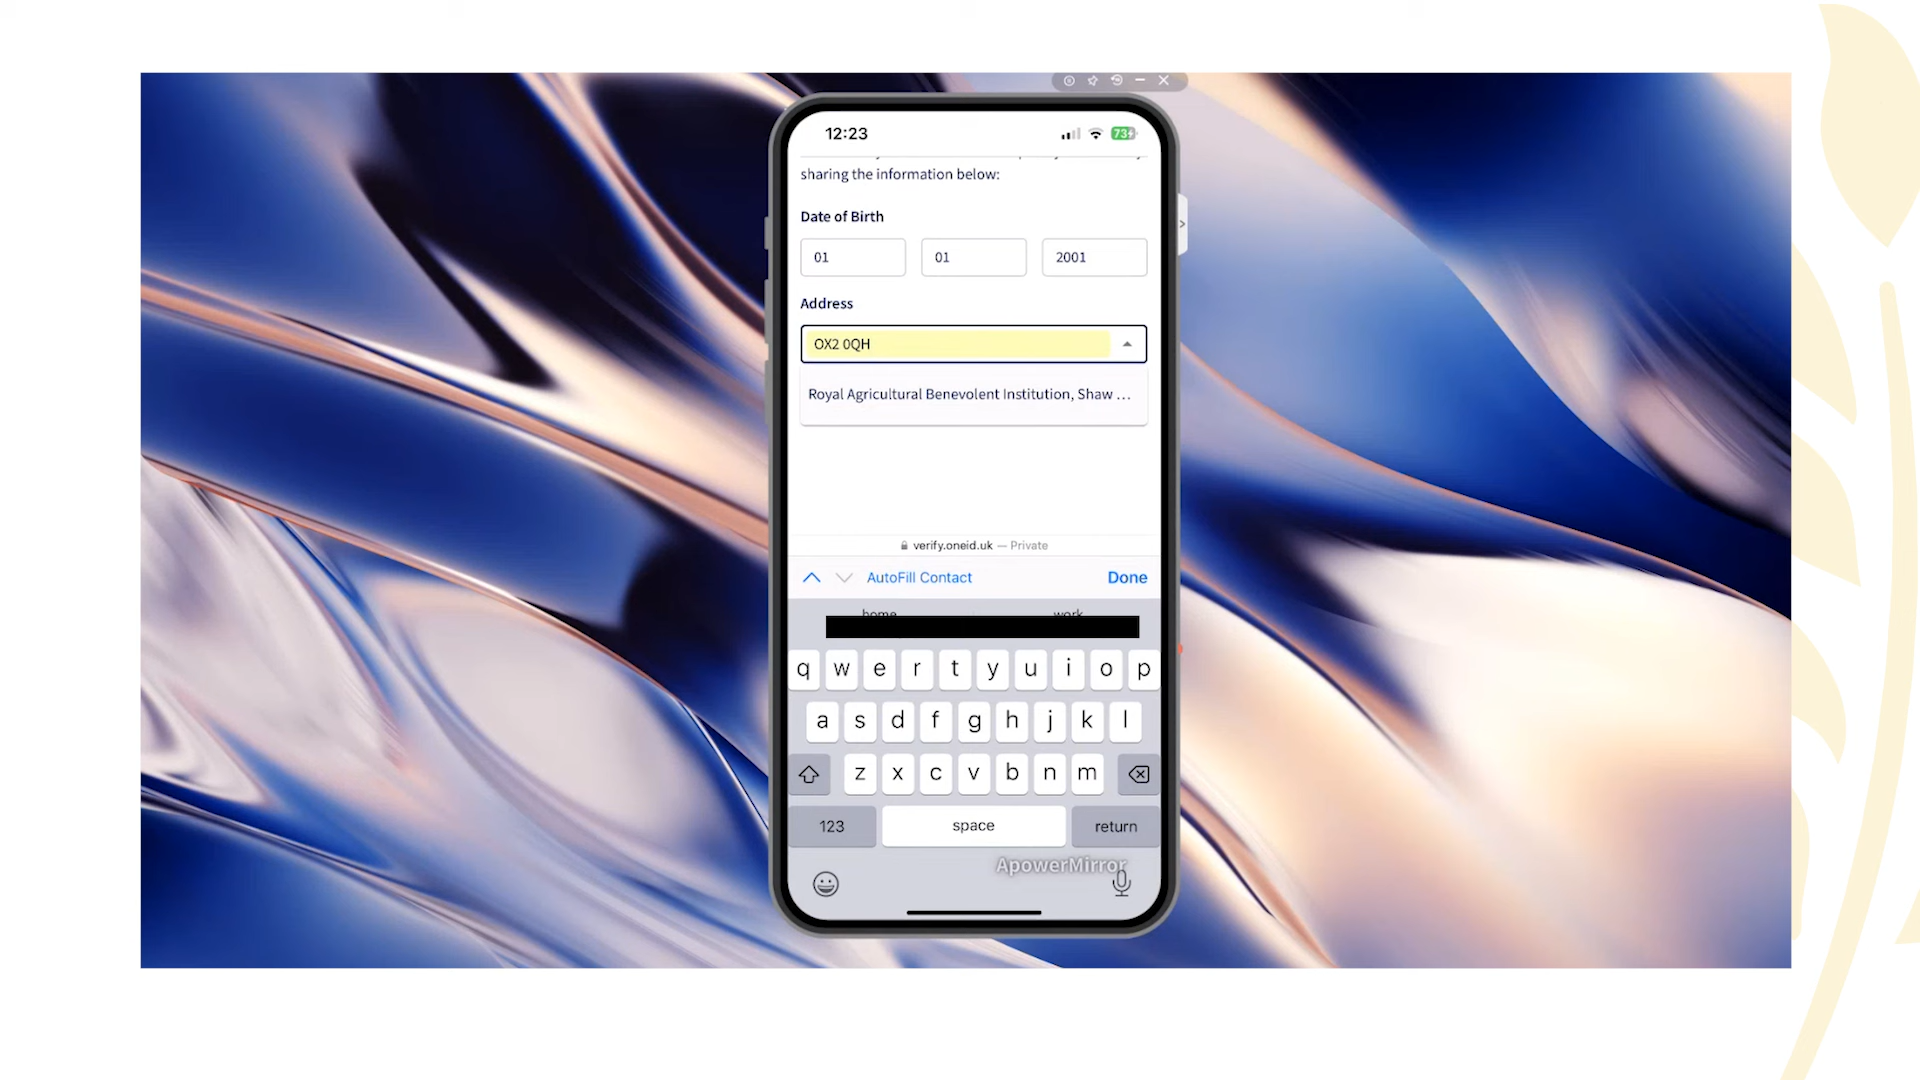 12:23
73
sharing the information below:
Date of Birth
01 01 2001
Address
OX2 0QH
Royal Agricultural Benevolent Institution, Shaw ...
verify.oneid.uk — Private
AutoFill Contact Done
home work
q w e r t y u i o p
a s d f g h j k l
z x c v b n m
123 space return
ApowerMirror